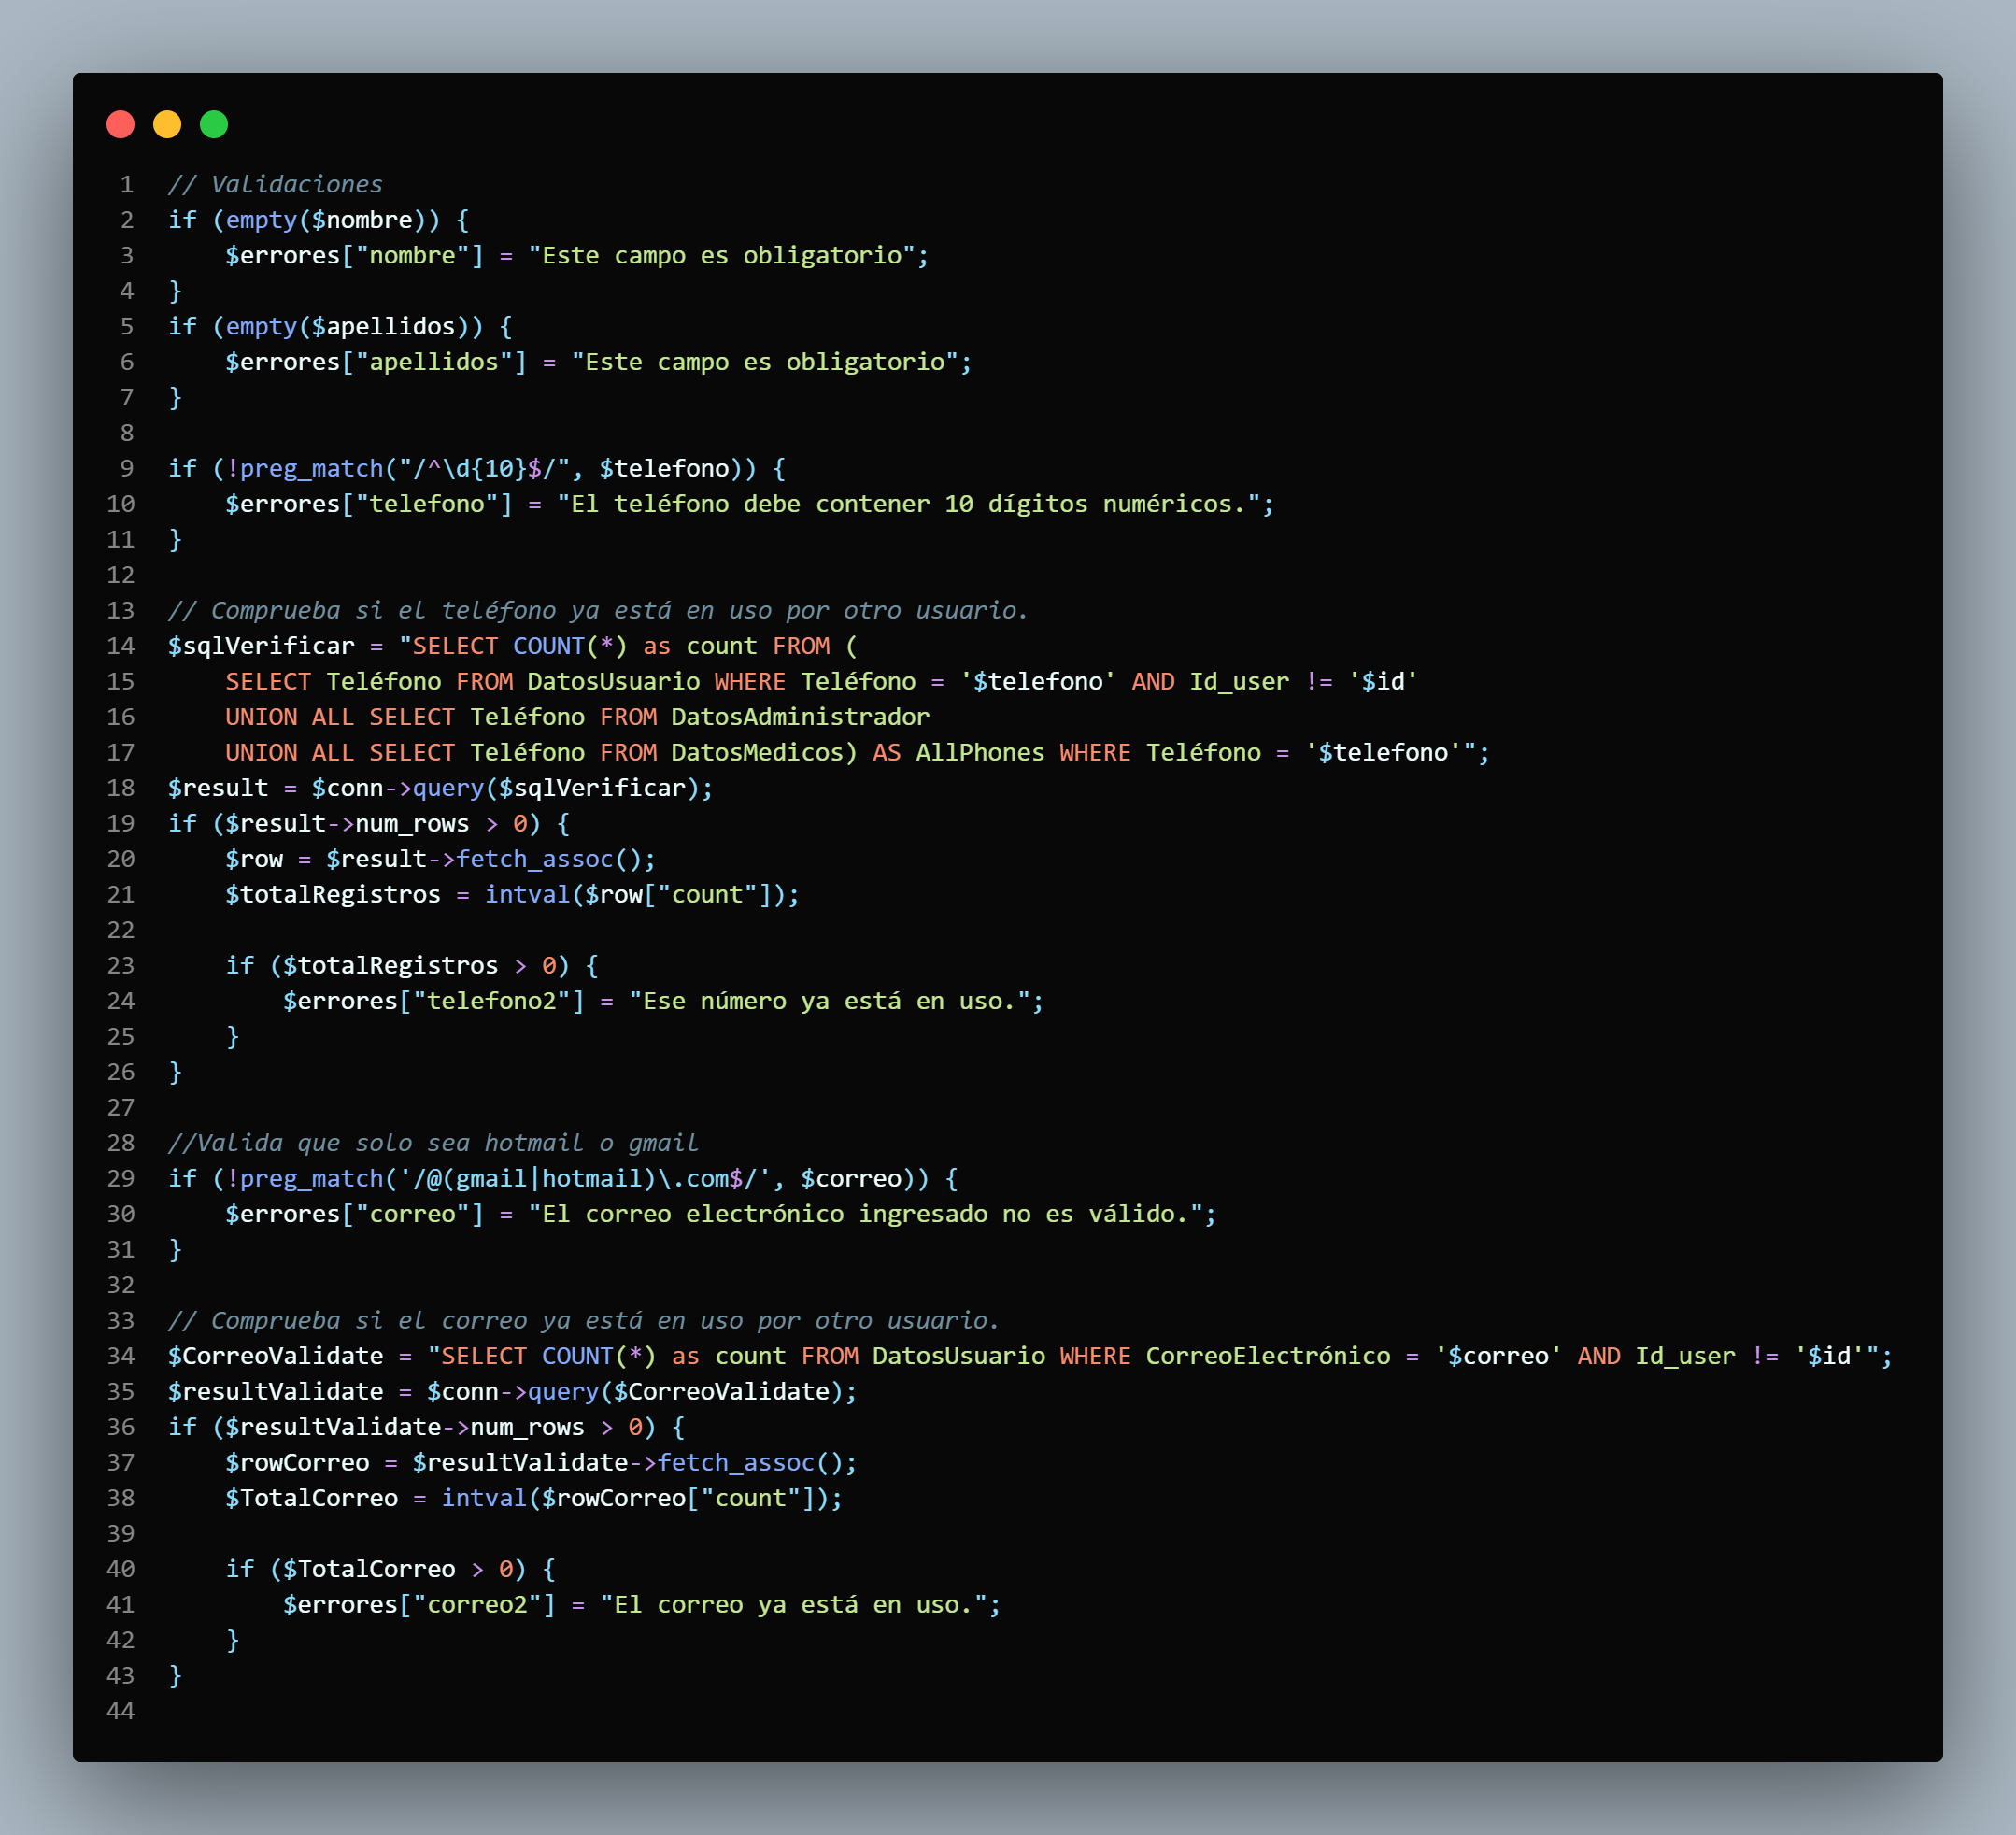 1 // Validaciones
2 if (empty($nombre)) {
3     $errores["nombre"] = "Este campo es obligatorio";
4 }
5 if (empty($apellidos)) {
6     $errores["apellidos"] = "Este campo es obligatorio";
7 }
8
9 if (!preg_match("/^\d{10}$/", $telefono)) {
10     $errores["telefono"] = "El teléfono debe contener 10 dígitos numéricos.";
11 }
12
13 // Comprueba si el teléfono ya está en uso por otro usuario.
14 $sqlVerificar = "SELECT COUNT(*) as count FROM (
15     SELECT Teléfono FROM DatosUsuario WHERE Teléfono = '$telefono' AND Id_user != '$id'
16     UNION ALL SELECT Teléfono FROM DatosAdministrador
17     UNION ALL SELECT Teléfono FROM DatosMedicos) AS AllPhones WHERE Teléfono = '$telefono'";
18 $result = $conn->query($sqlVerificar);
19 if ($result->num_rows > 0) {
20     $row = $result->fetch_assoc();
21     $totalRegistros = intval($row["count"]);
22
23     if ($totalRegistros > 0) {
24         $errores["telefono2"] = "Ese número ya está en uso.";
25     }
26 }
27
28 //Valida que solo sea hotmail o gmail
29 if (!preg_match('/@(gmail|hotmail)\.com$/', $correo)) {
30     $errores["correo"] = "El correo electrónico ingresado no es válido.";
31 }
32
33 // Comprueba si el correo ya está en uso por otro usuario.
34 $CorreoValidate = "SELECT COUNT(*) as count FROM DatosUsuario WHERE CorreoElectrónico = '$correo' AND Id_user != '$id'";
35 $resultValidate = $conn->query($CorreoValidate);
36 if ($resultValidate->num_rows > 0) {
37     $rowCorreo = $resultValidate->fetch_assoc();
38     $TotalCorreo = intval($rowCorreo["count"]);
39
40     if ($TotalCorreo > 0) {
41         $errores["correo2"] = "El correo ya está en uso.";
42     }
43 }
44